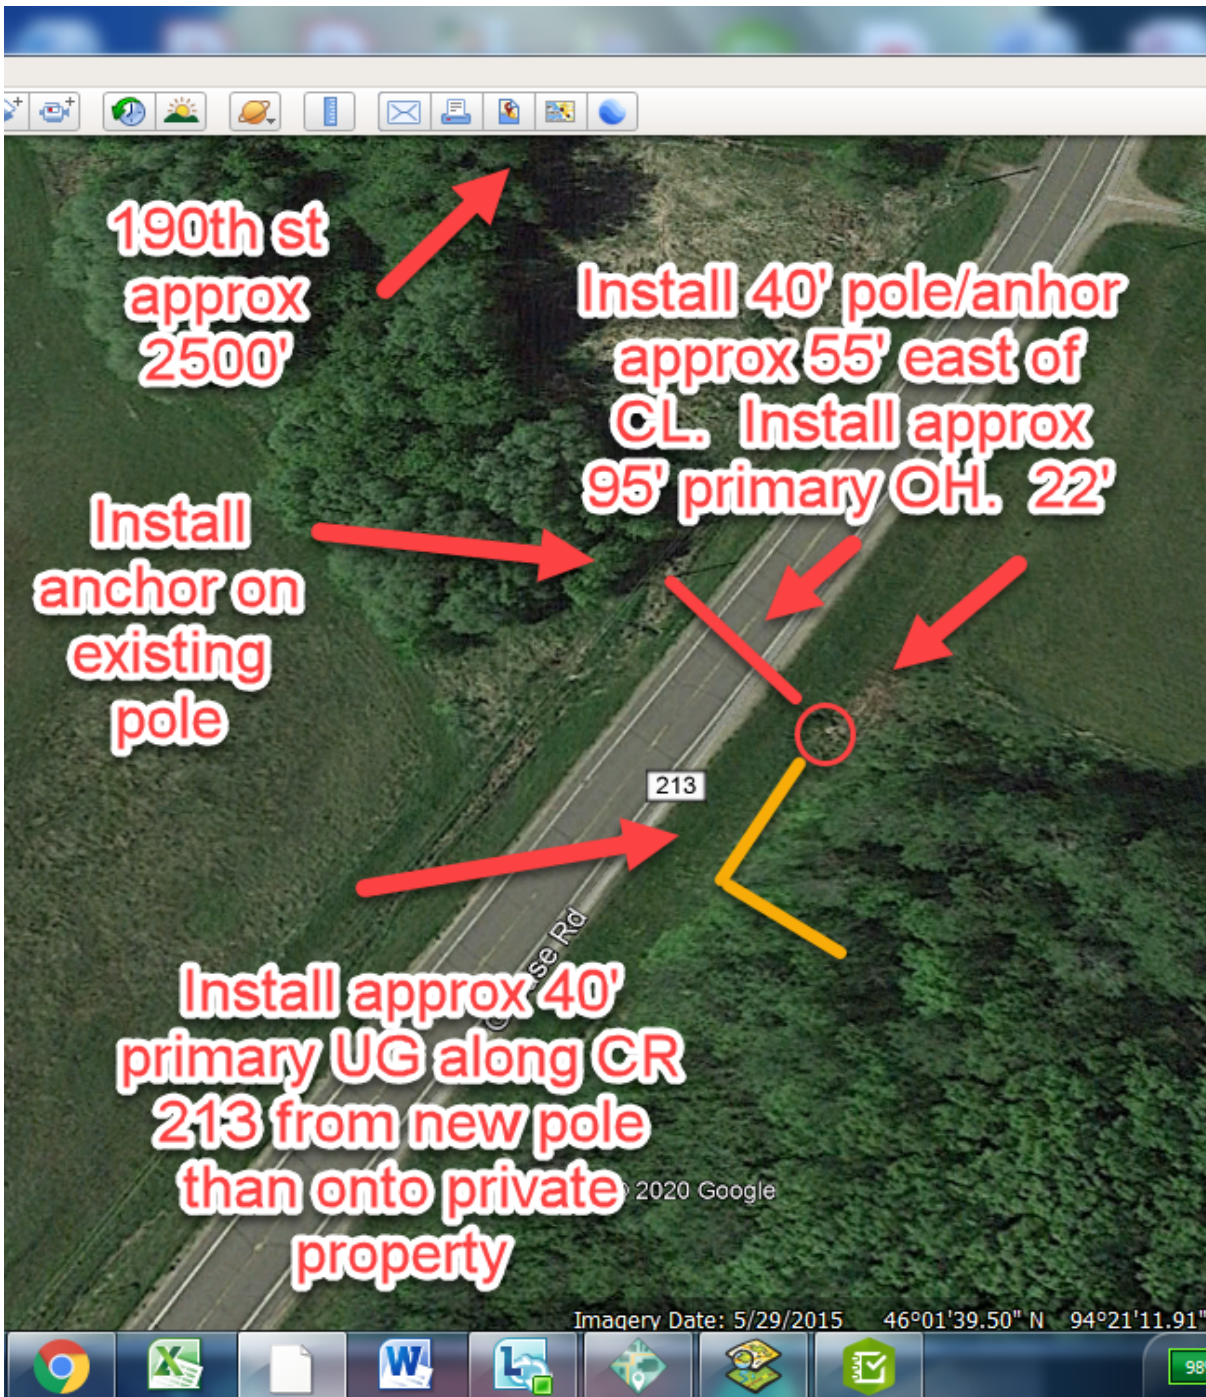 190th st
approx
2500'
Install 40' pole/anhor
approx 55' east of
CL.  Install approx
95' primary OH.  22'
Install
anchor on
existing
pole
213
Install approx 40'
primary UG along CR
213 from new pole
than onto private
property
Rd
2020 Google
Imagery Date: 5/29/2015 46°01'39.50" N 94°21'11.91"
98